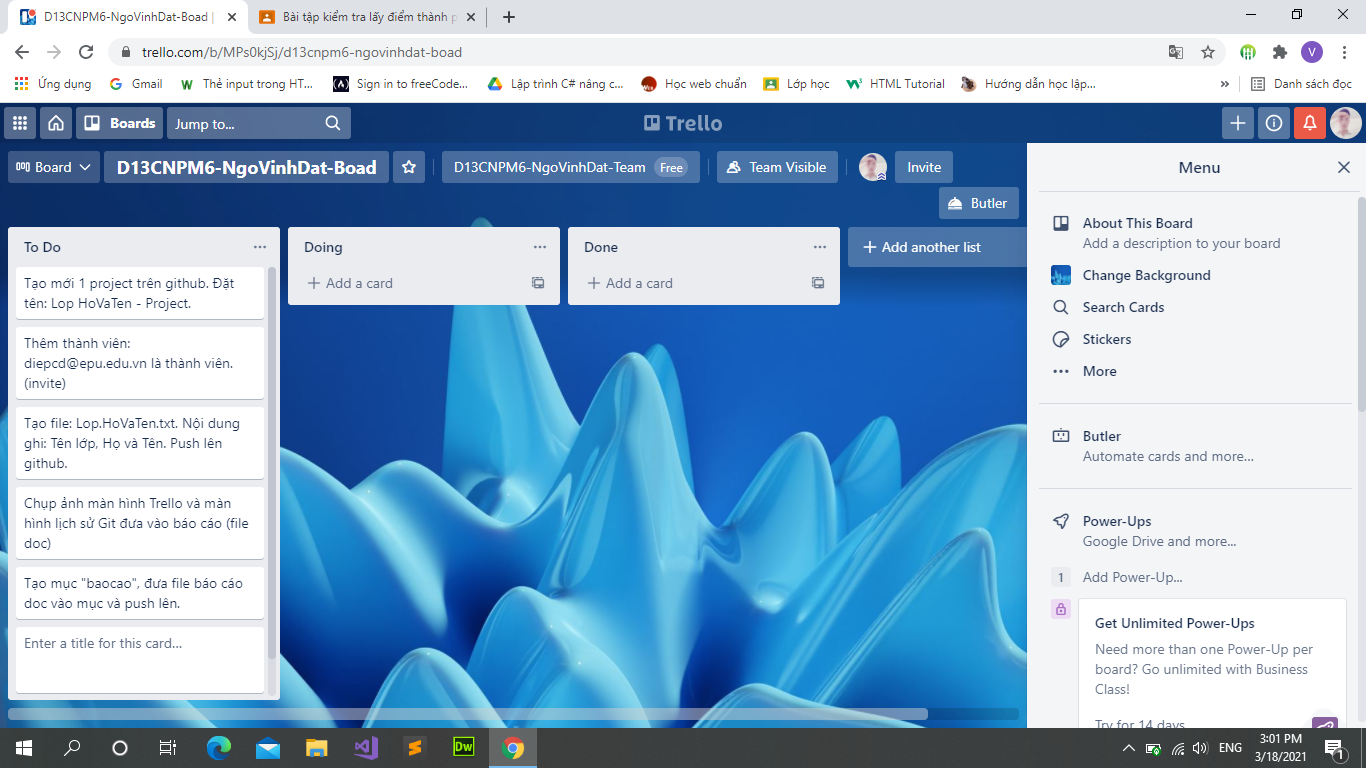 D13CNPM6-NgoVinhDat-Boad |
Bài tập kiểm tra lấy điểm thành p
trello.com/b/MPs0kjSj/d13cnpm6-ngovinhdat-boad
V
Ứng dụng
Gmail
Thẻ input trong HT...
Sign in to freeCode...
Lập trình C# nâng c...
Học web chuẩn
Lớp học
HTML Tutorial
Hướng dẫn học lập...
»
Danh sách đọc
Boards
Jump to...
Trello
Board
D13CNPM6-NgoVinhDat-Boad
D13CNPM6-NgoVinhDat-Team Free
Team Visible
Invite
Butler
To Do
Tạo mới 1 project trên github. Đặt
tên: Lop HoVaTen - Project.
Thêm thành viên:
diepcd@epu.edu.vn là thành viên.
(invite)
Tạo file: Lop.HoVaTen.txt. Nội dung
ghi: Tên lớp, Họ và Tên. Push lên
github.
Chụp ảnh màn hình Trello và màn
hình lịch sử Git đưa vào báo cáo (file
doc)
Tạo mục "baocao", đưa file báo cáo
doc vào mục và push lên.
Enter a title for this card...
Doing
+ Add a card
Done
+ Add a card
+ Add another list
Menu
About This Board
Add a description to your board
Change Background
Search Cards
Stickers
More
Butler
Automate cards and more...
Power-Ups
Google Drive and more...
1
Add Power-Up...
Get Unlimited Power-Ups
Need more than one Power-Up per
board? Go unlimited with Business
Class!
Try for 14 days
Dw
ENG
3:01 PM
3/18/2021
1